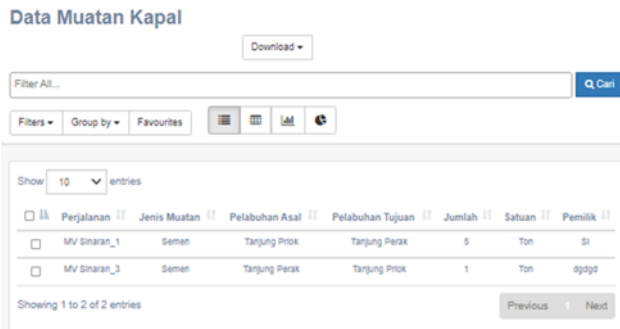 Data Muatan Kapal
Download
Filter All...
Cari
Filters Group by Favourites
Show 10 entries
Perjalanan Jenis Muatan Pelabuhan Asal Pelabuhan Tujuan Jumlah Satuan Pemilik
MV Sinaran_1 Semen Tanjung Priok Tanjung Perak 5 Ton SI
MV Sinaran_3 Semen Tanjung Perak Tanjung Priok 1 Ton dgdgd
Showing 1 to 2 of 2 entries Previous 1 Next